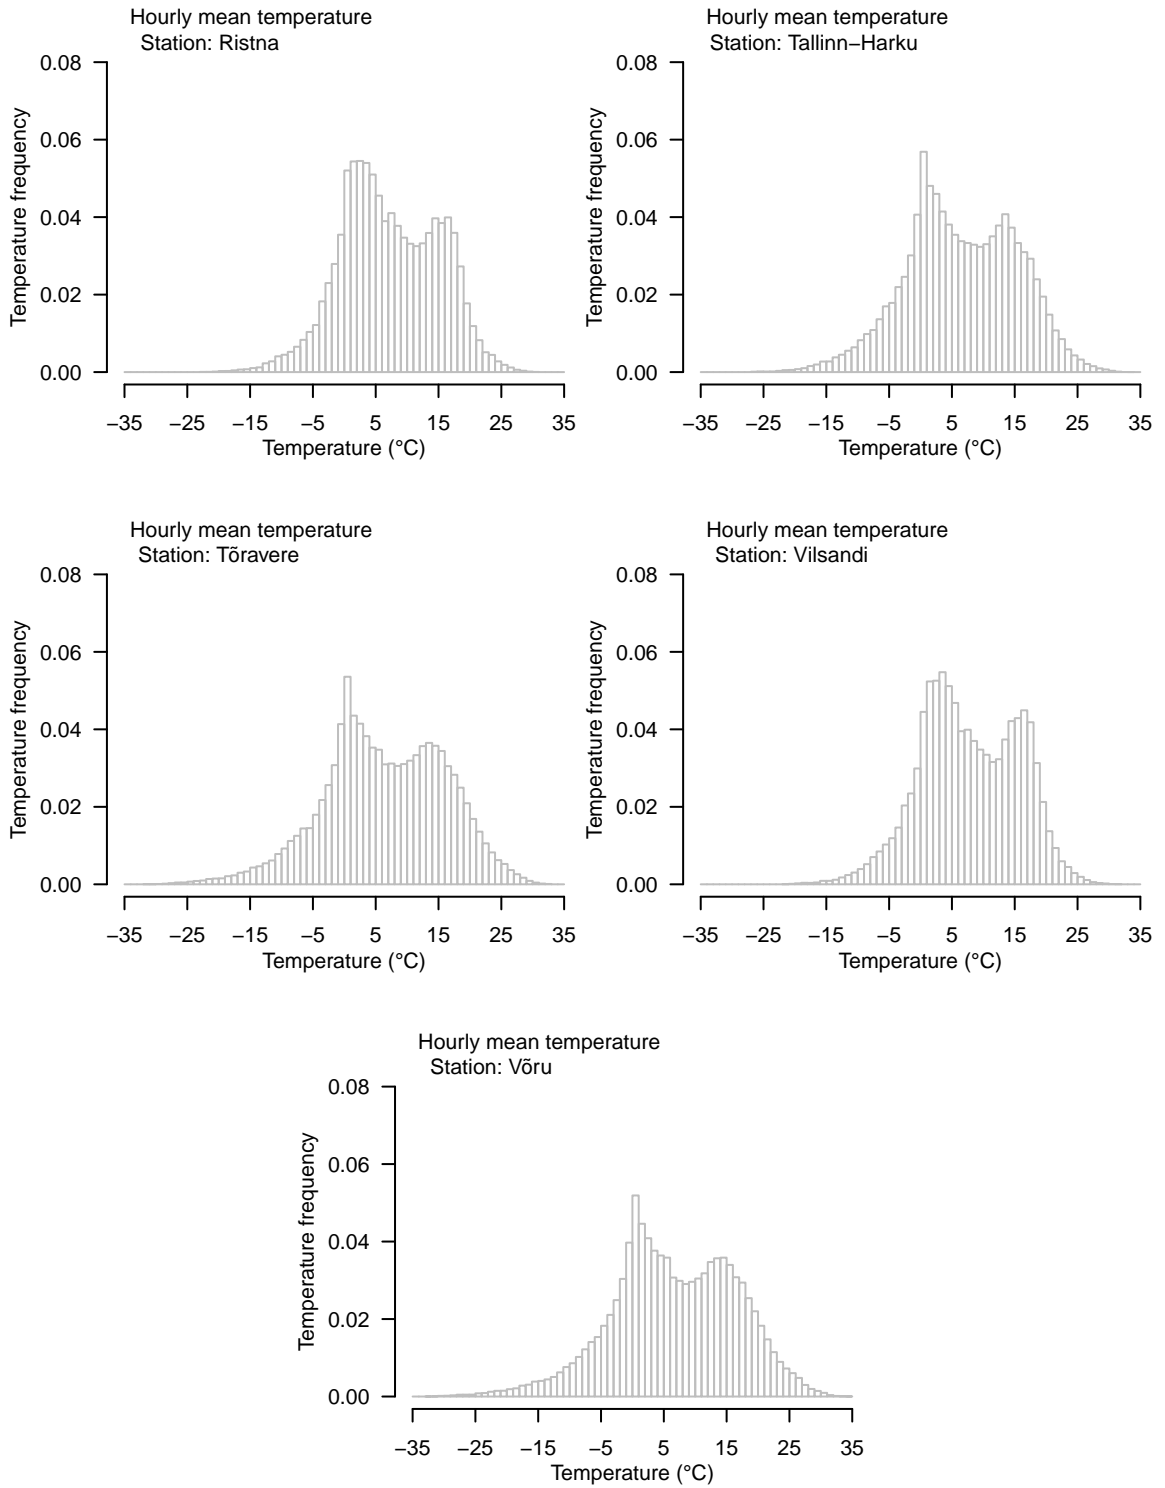 Hourly mean temperature
Station: Ristna
Temperature frequency
0.08
0.06
0.04
0.02
0.00
−35 −25 −15 −5 5 15 25 35
Temperature (°C)
Hourly mean temperature
Station: Tallinn−Harku
Temperature frequency
0.08
0.06
0.04
0.02
0.00
−35 −25 −15 −5 5 15 25 35
Temperature (°C)
Hourly mean temperature
Station: Tõravere
Temperature frequency
0.08
0.06
0.04
0.02
0.00
−35 −25 −15 −5 5 15 25 35
Temperature (°C)
Hourly mean temperature
Station: Vilsandi
Temperature frequency
0.08
0.06
0.04
0.02
0.00
−35 −25 −15 −5 5 15 25 35
Temperature (°C)
Hourly mean temperature
Station: Võru
Temperature frequency
0.08
0.06
0.04
0.02
0.00
−35 −25 −15 −5 5 15 25 35
Temperature (°C)